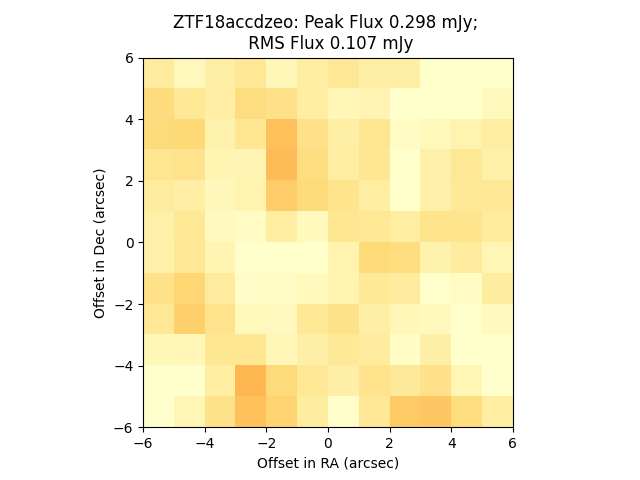 ZTF18accdzeo: Peak Flux 0.298 mJy;
RMS Flux 0.107 mJy
6
4
2
0
−2
−4
−6
Offset in Dec (arcsec)
−6 −4 −2 0 2 4 6
Offset in RA (arcsec)